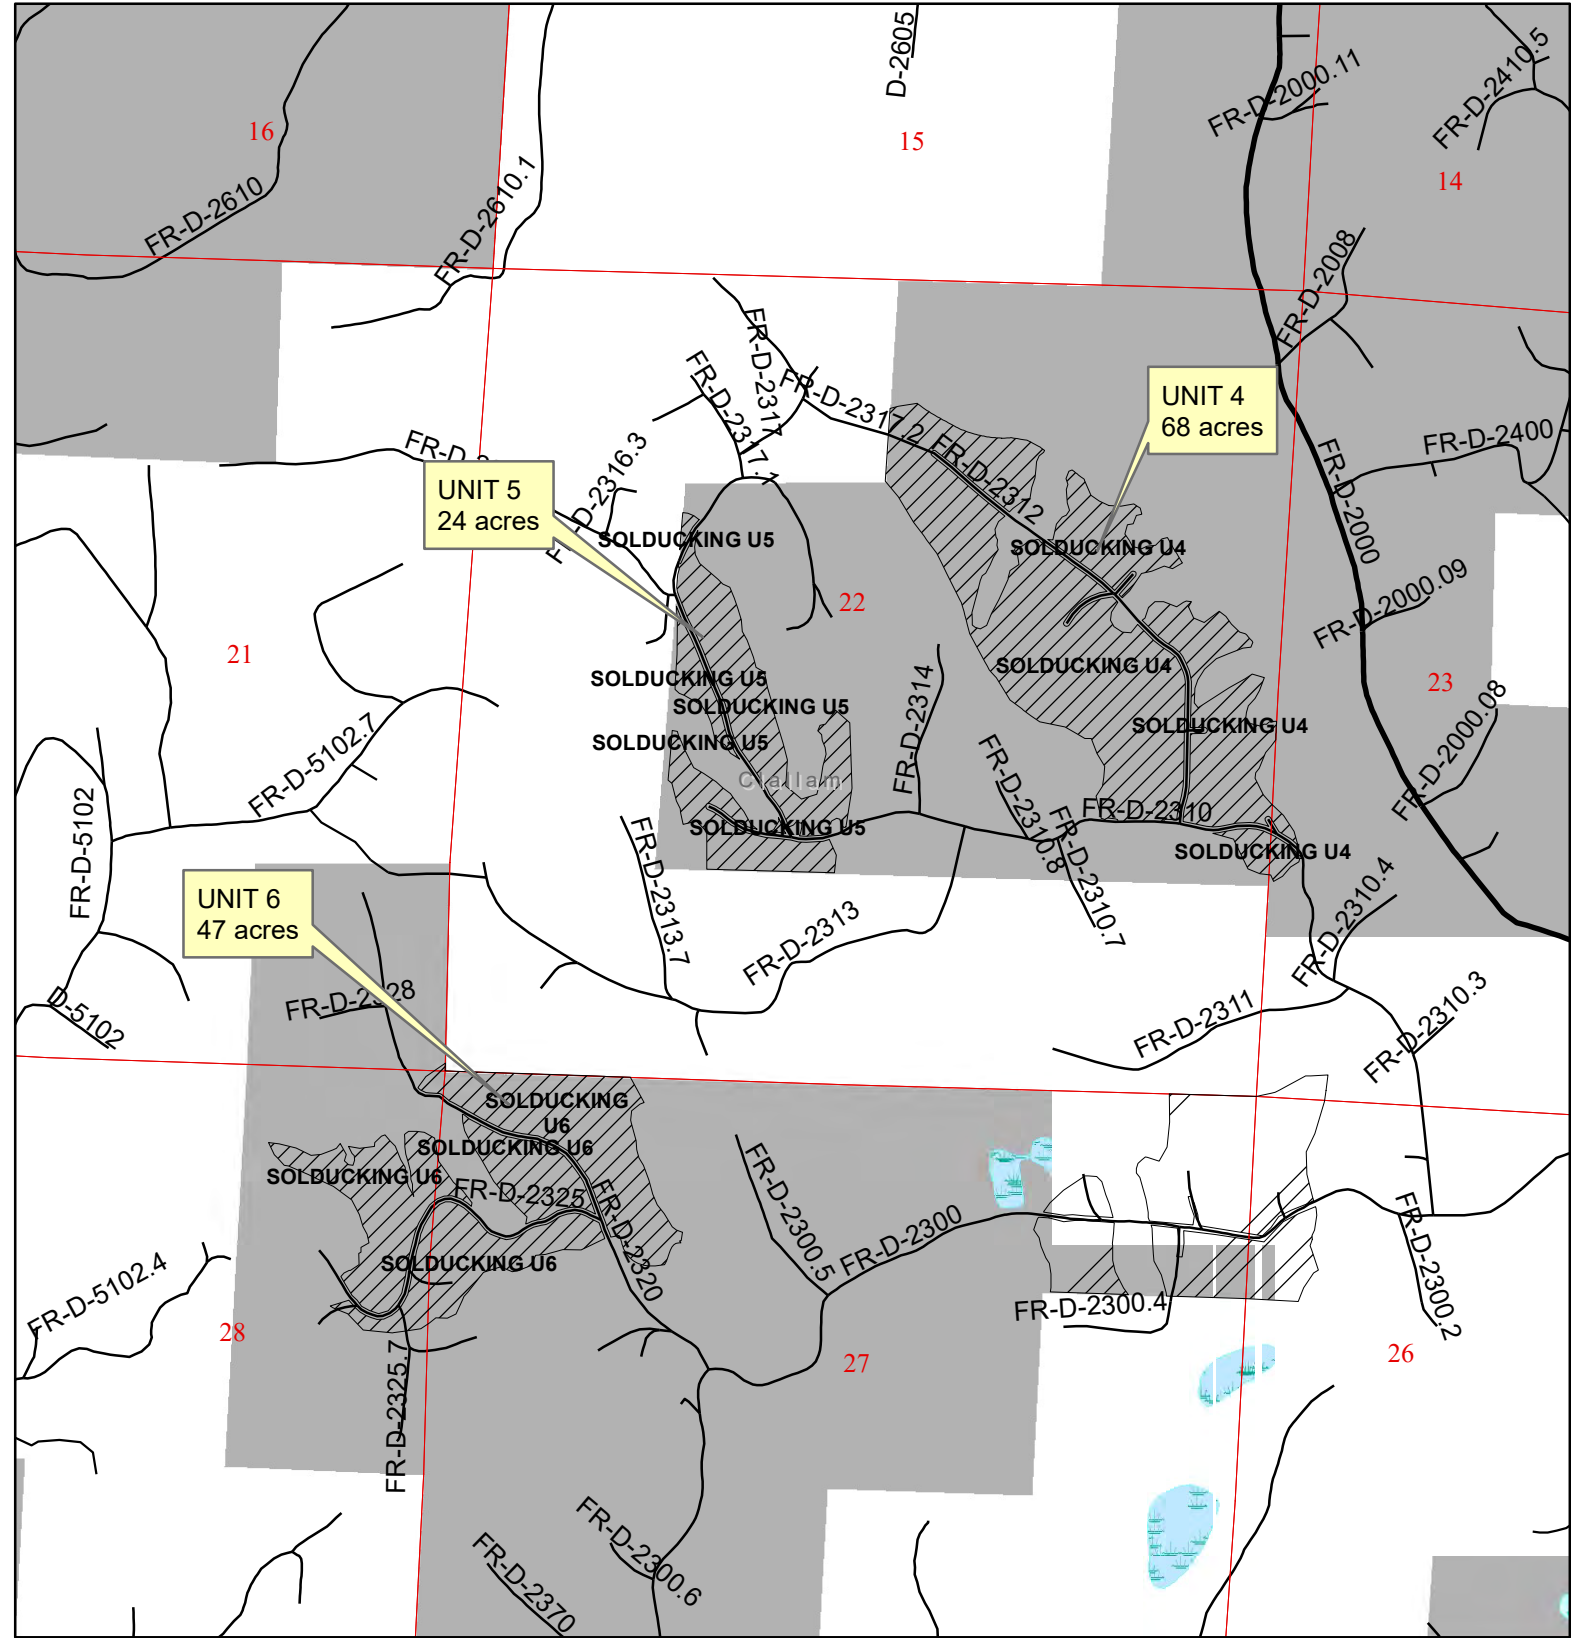 D-2605
FR-D-2000.11
FR-D-2410.5
16
15
14
FR-D-2610
FR-D-2610.1
FR-D-2008
FR-D-2317
FR-D-2317.1
FR-D-2317.2
UNIT 4
68 acres
FR-D-2312
FR-D-2400
FR-D-2316.3
UNIT 5
24 acres
FR-D-2000
SOLDUCKING U5
SOLDUCKING U4
22
FR-D-2000.09
21
SOLDUCKING U4
SOLDUCKING U5
FR-D-2314
23
SOLDUCKING U5
SOLDUCKING U4
SOLDUCKING U5
FR-D-2000.08
FR-D-5102.7
Clallam
FR-D-2310.8
FR-D-2310
FR-D-5102
SOLDUCKING U5
SOLDUCKING U4
FR-D-2313.7
FR-D-2310.7
FR-D-2310.4
UNIT 6
47 acres
FR-D-2313
FR-D-2328
D-5102
FR-D-2311
FR-D-2310.3
SOLDUCKING
U6
SOLDUCKING U6
SOLDUCKING U6
FR-D-2325
FR-D-2320
FR-D-2300.5
FR-D-2300
SOLDUCKING U6
FR-D-5102.4
FR-D-2300.4
FR-D-2300.2
28
27
26
FR-D-2325.7
FR-D-2300.6
FR-D-2370